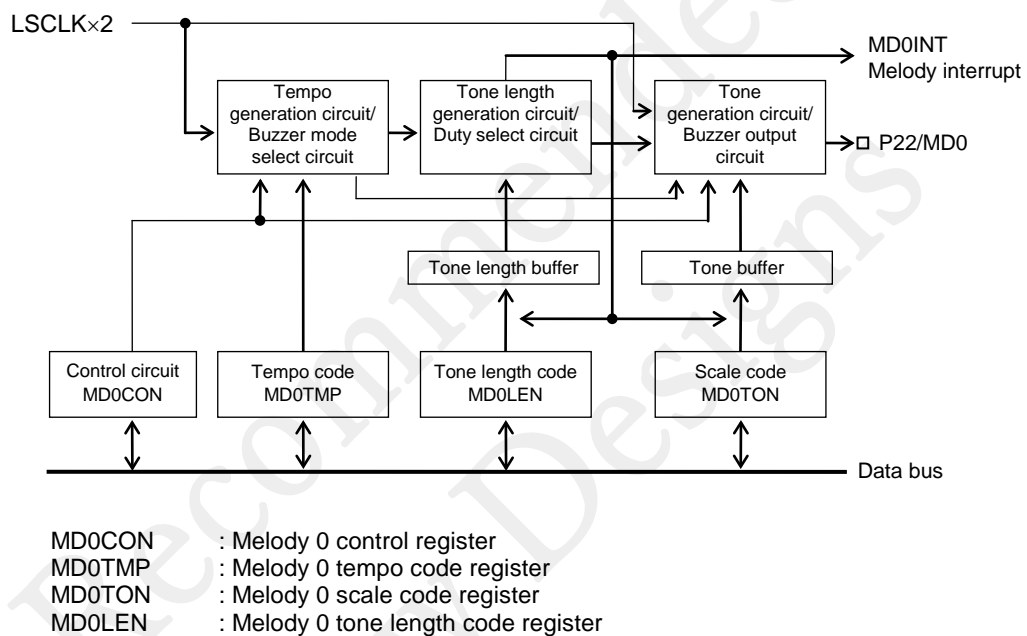 LSCLK×2
MD0INT
Melody interrupt
Tempo
generation circuit/
Buzzer mode
select circuit
Tone length
generation circuit/
Duty select circuit
Tone
generation circuit/
Buzzer output
circuit
P22/MD0
Tone length buffer
Tone buffer
Control circuit
MD0CON
Tempo code
MD0TMP
Tone length code
MD0LEN
Scale code
MD0TON
Data bus
MD0CON : Melody 0 control register
MD0TMP : Melody 0 tempo code register
MD0TON : Melody 0 scale code register
MD0LEN : Melody 0 tone length code register
Recommended
Designs